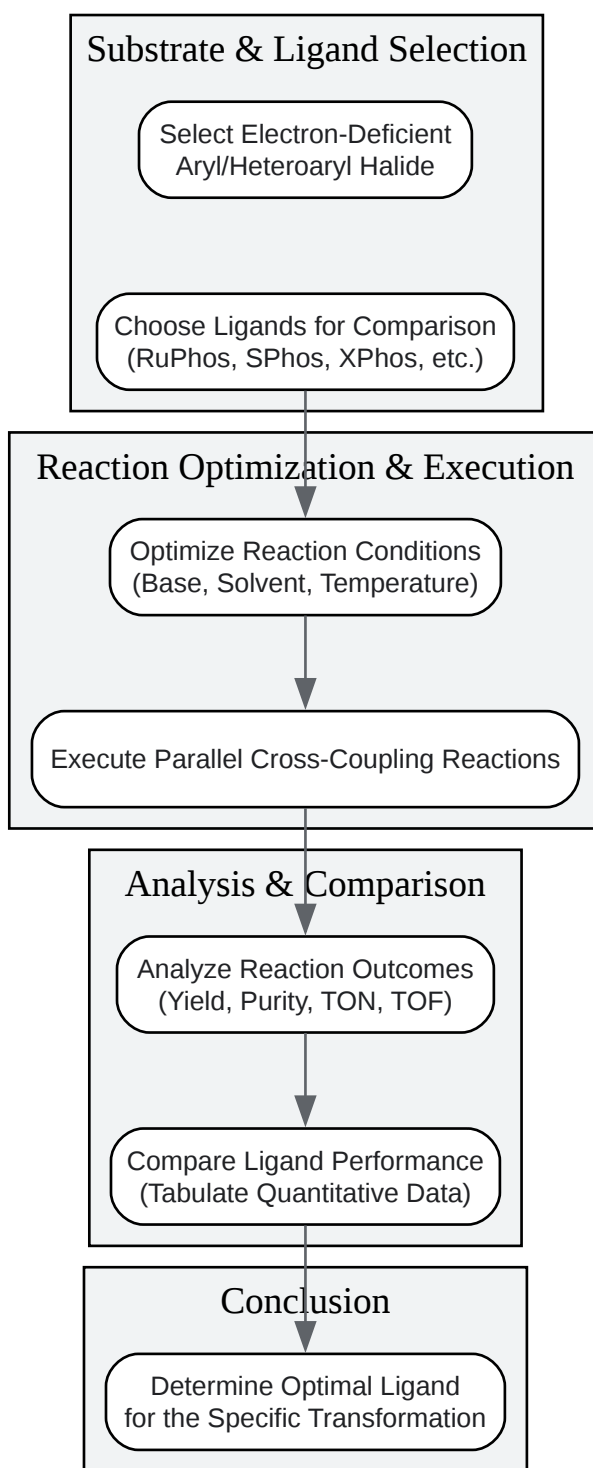 Substrate & Ligand Selection
Select Electron-Deficient
Aryl/Heteroaryl Halide
Choose Ligands for Comparison
(RuPhos, SPhos, XPhos, etc.)
Reaction Optimization & Execution
Optimize Reaction Conditions
(Base, Solvent, Temperature)
Execute Parallel Cross-Coupling Reactions
Analysis & Comparison
Analyze Reaction Outcomes
(Yield, Purity, TON, TOF)
Compare Ligand Performance
(Tabulate Quantitative Data)
Conclusion
Determine Optimal Ligand
for the Specific Transformation